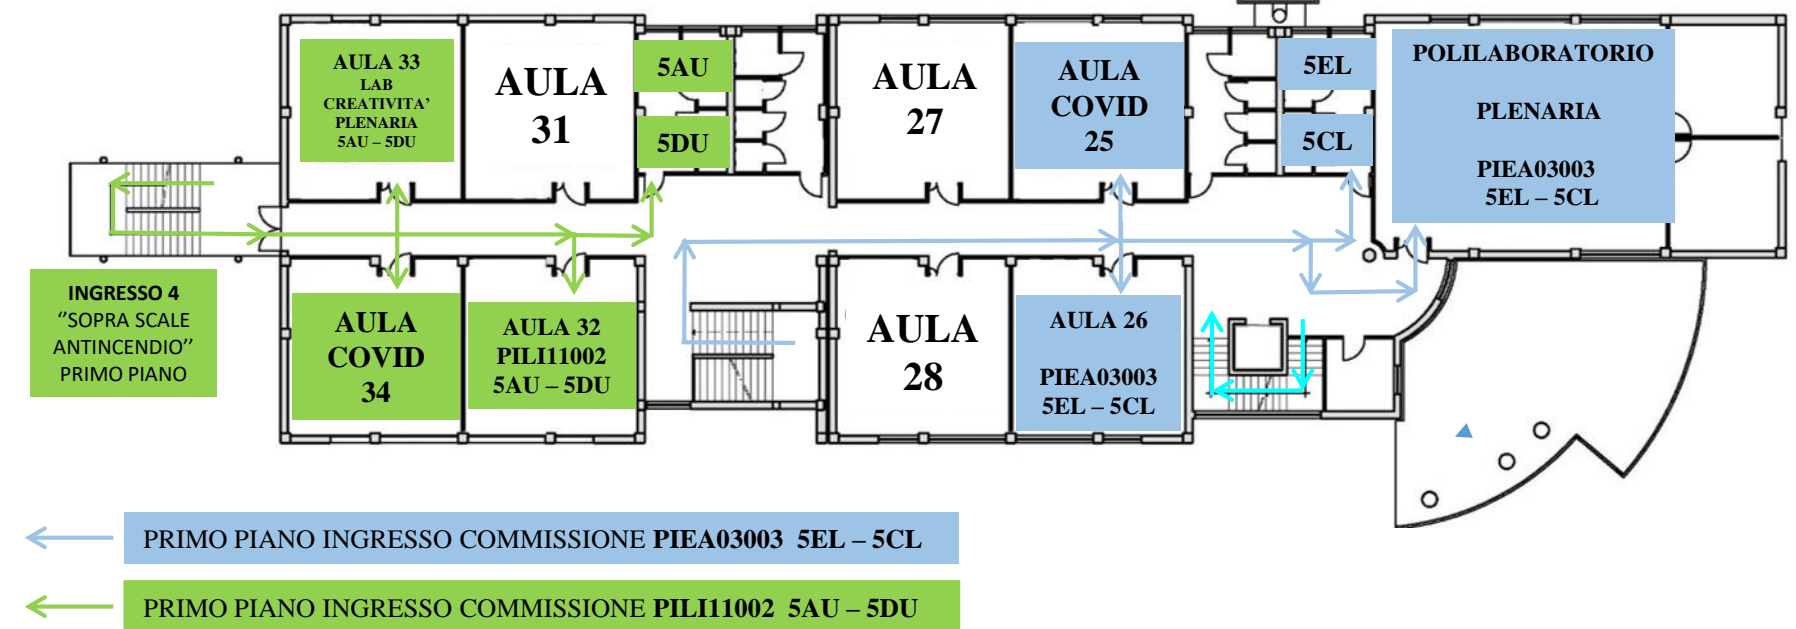 AULA 33
LAB
CREATIVITA’
PLENARIA
5AU – 5DU
AULA
31
5AU
5DU
AULA
27
AULA
COVID
25
5EL
5CL
POLILABORATORIO
PLENARIA
PIEA03003
5EL – 5CL
INGRESSO 4
‘’SOPRA SCALE
ANTINCENDIO’’
PRIMO PIANO
AULA
COVID
34
AULA 32
PILI11002
5AU – 5DU
AULA
28
AULA 26
PIEA03003
5EL – 5CL
PRIMO PIANO INGRESSO COMMISSIONE PIEA03003 5EL – 5CL
PRIMO PIANO INGRESSO COMMISSIONE PILI11002 5AU – 5DU